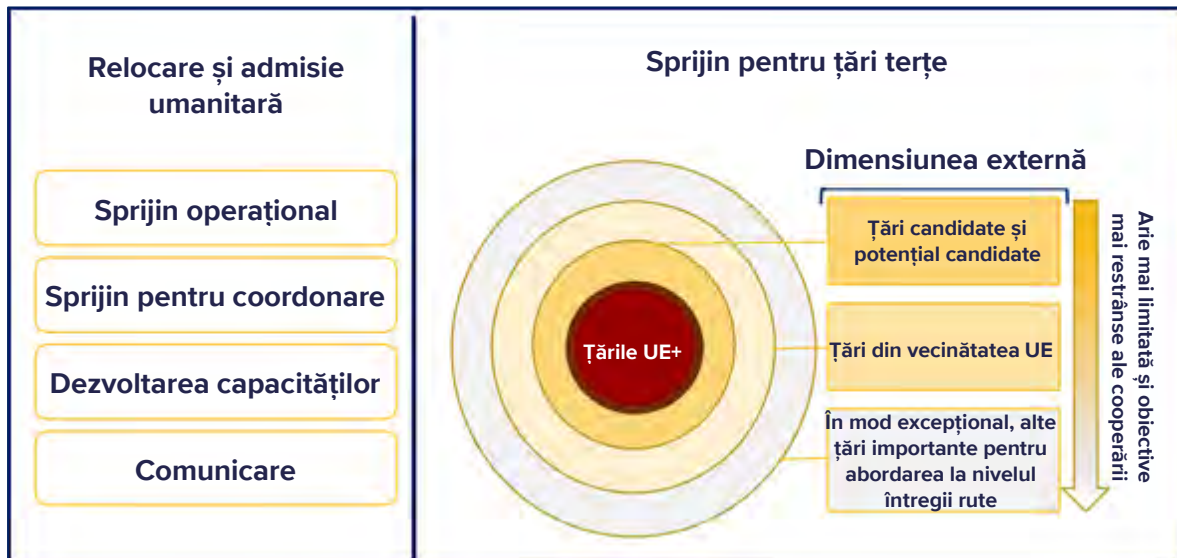 Relocare și admisie
umanitară
Sprijin operațional
Sprijin pentru coordonare
Dezvoltarea capacităților
Comunicare
Sprijin pentru țări terțe
Dimensiunea externă
Țările UE+
Țări candidate și
potențial candidate
Țări din vecinătatea UE
În mod excepțional, alte
țări importante pentru
abordarea la nivelul
întregii rute
Arie mai limitată și obiective
mai restrânse ale cooperării